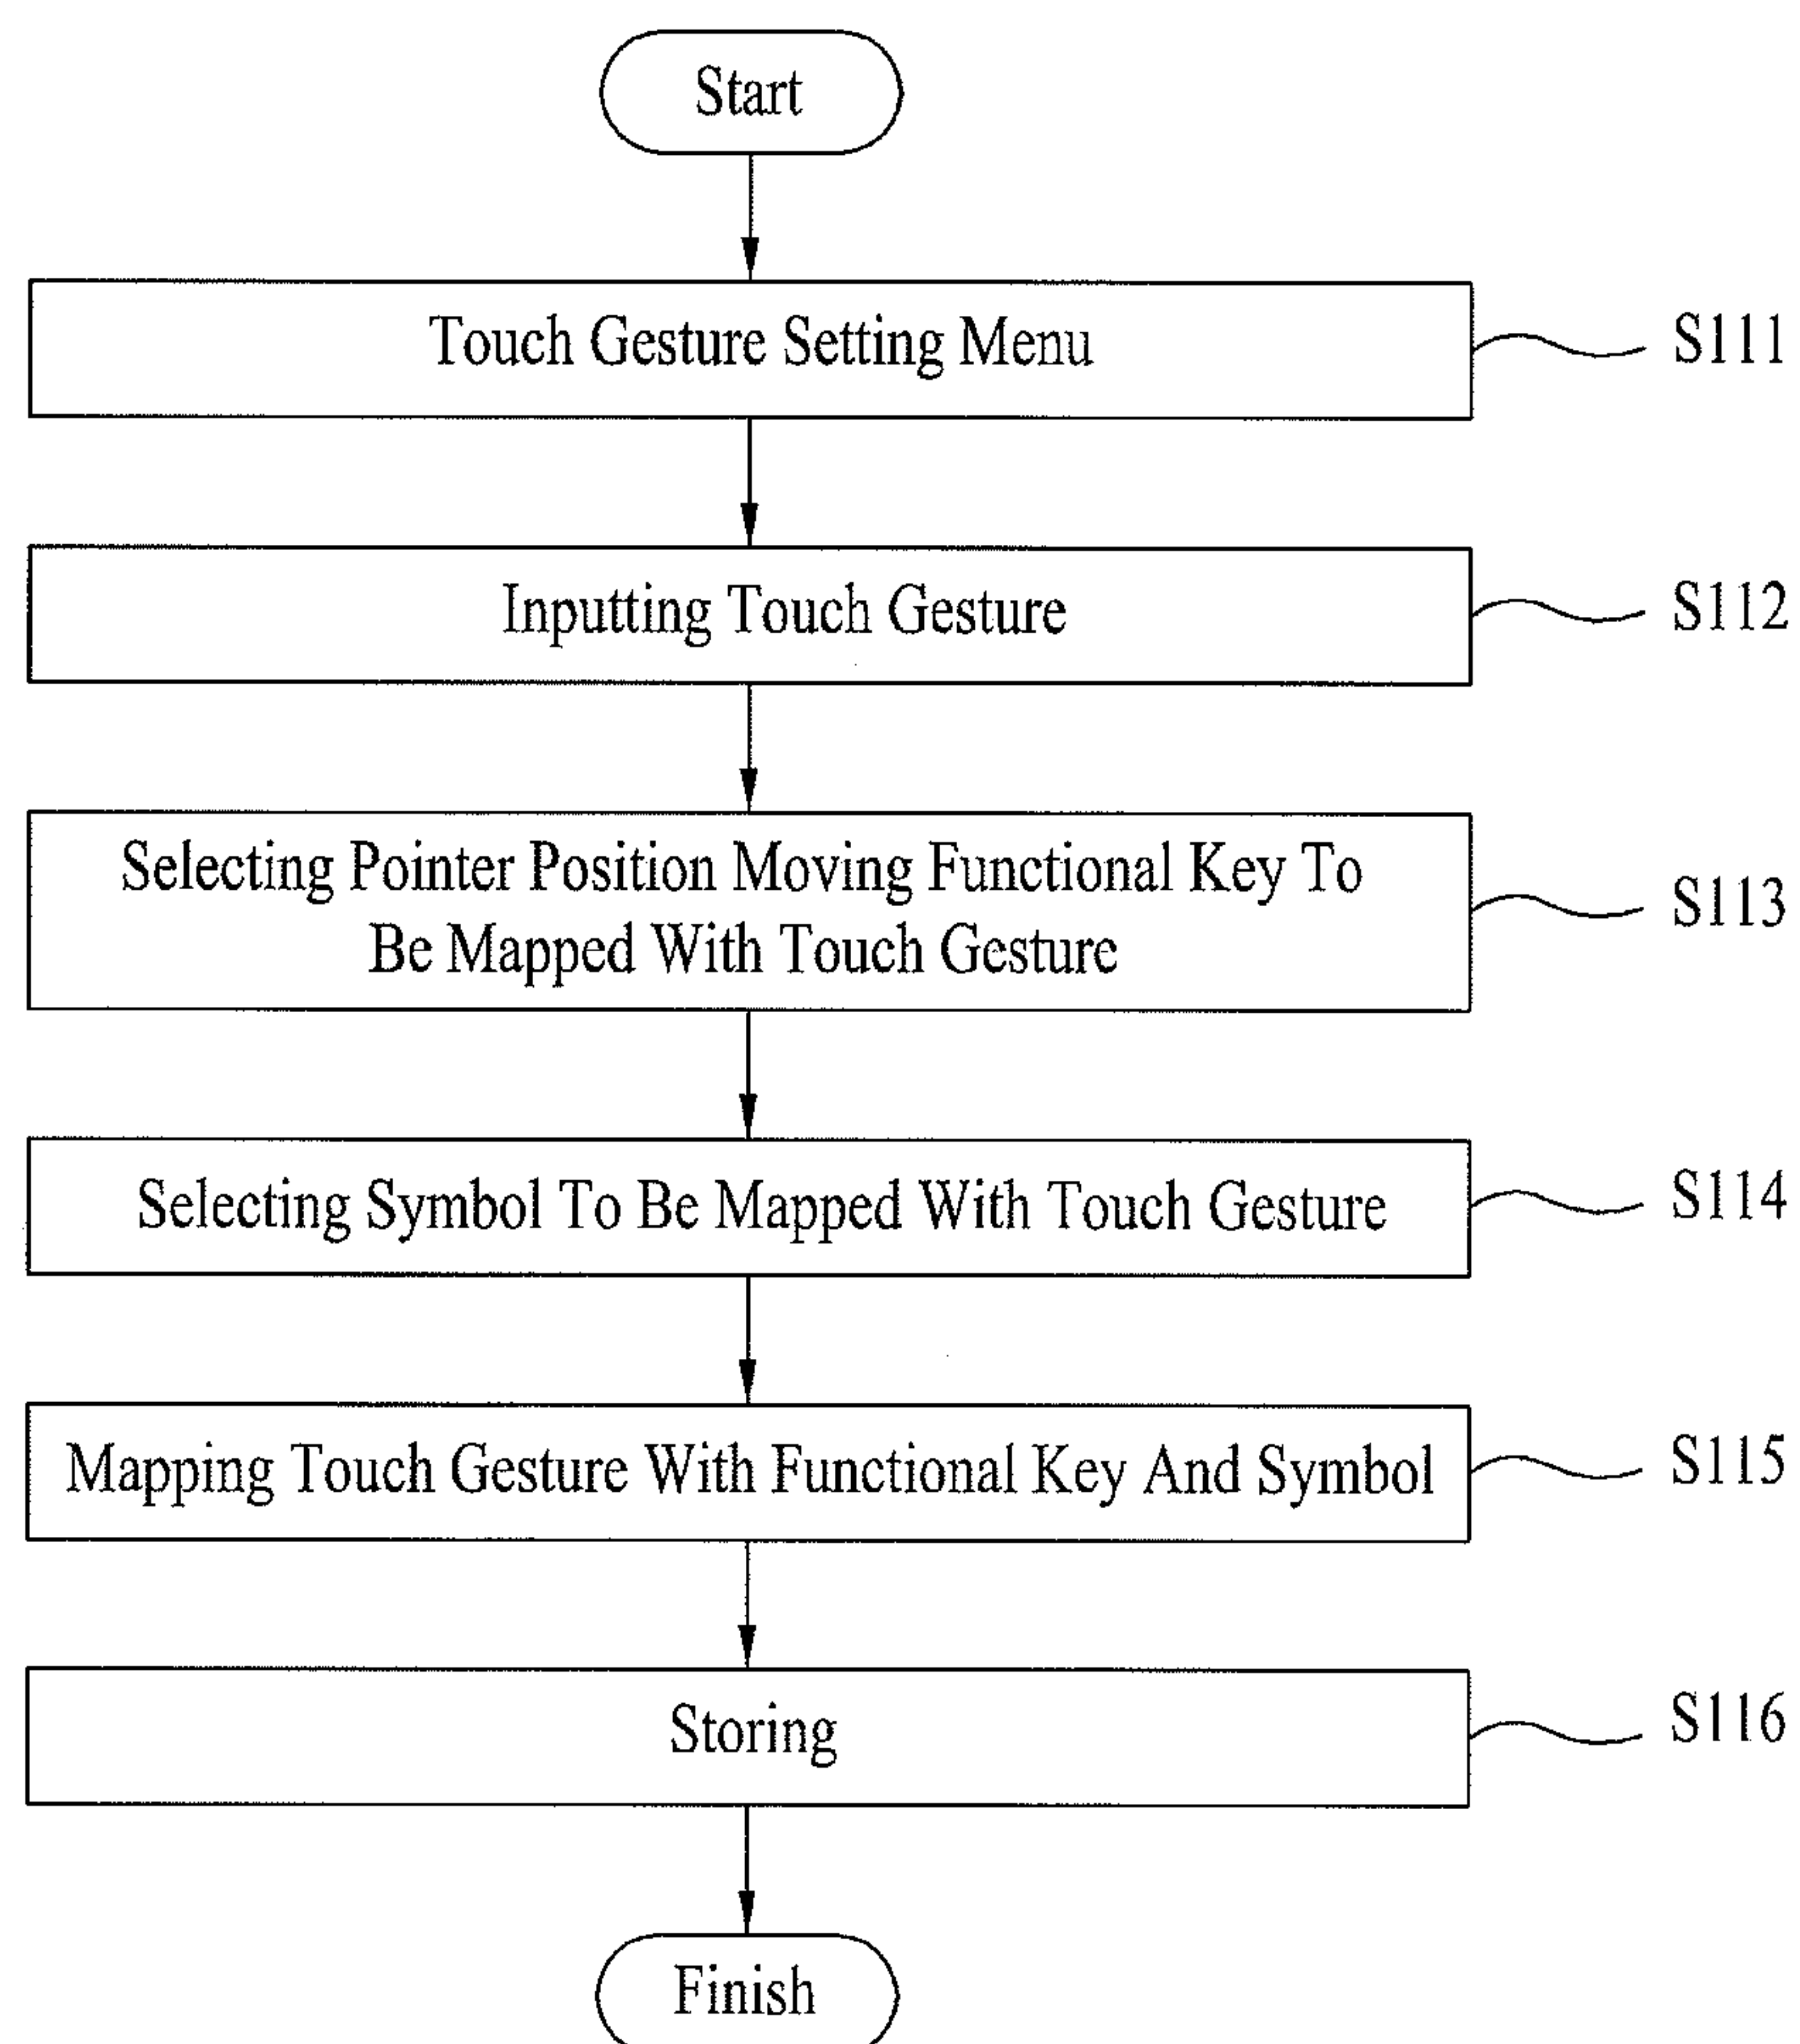 Start
Touch Gesture Setting Menu
S111
Inputting Touch Gesture
S112
Selecting Pointer Position Moving Functional Key To
Be Mapped With Touch Gesture
S113
Selecting Symbol To Be Mapped With Touch Gesture
S114
Mapping Touch Gesture With Functional Key And Symbol
S115
Storing
S116
Finish